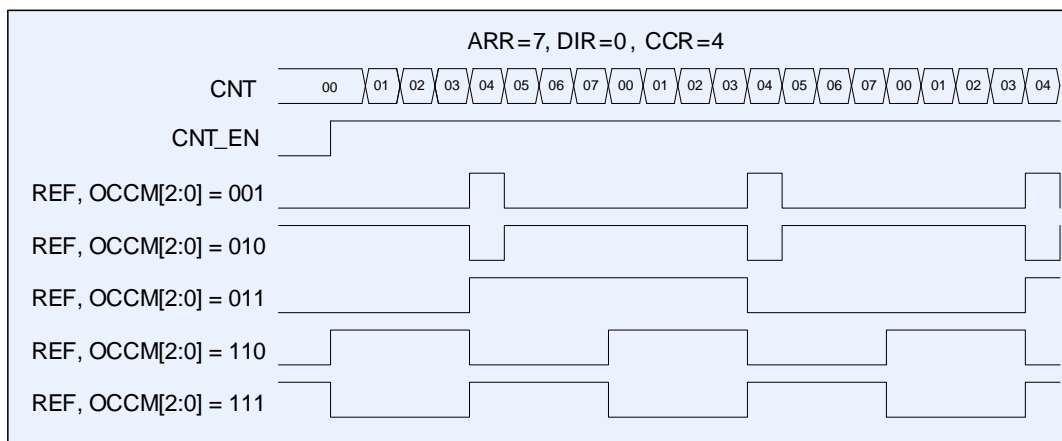 ARR=7, DIR=0, CCR=4
CNT 00 01 02 03 04 05 06 07 00 01 02 03 04 05 06 07 00 01 02 03 04
CNT_EN
REF, OCCM[2:0] = 001
REF, OCCM[2:0] = 010
REF, OCCM[2:0] = 011
REF, OCCM[2:0] = 110
REF, OCCM[2:0] = 111